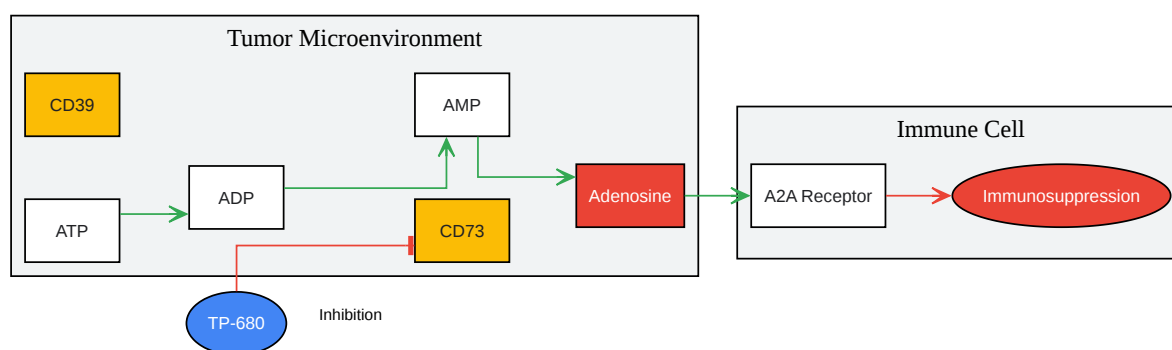 Tumor Microenvironment
CD39
AMP
Immune Cell
ADP
Adenosine
A2A Receptor
Immunosuppression
ATP
CD73
TP-680
Inhibition